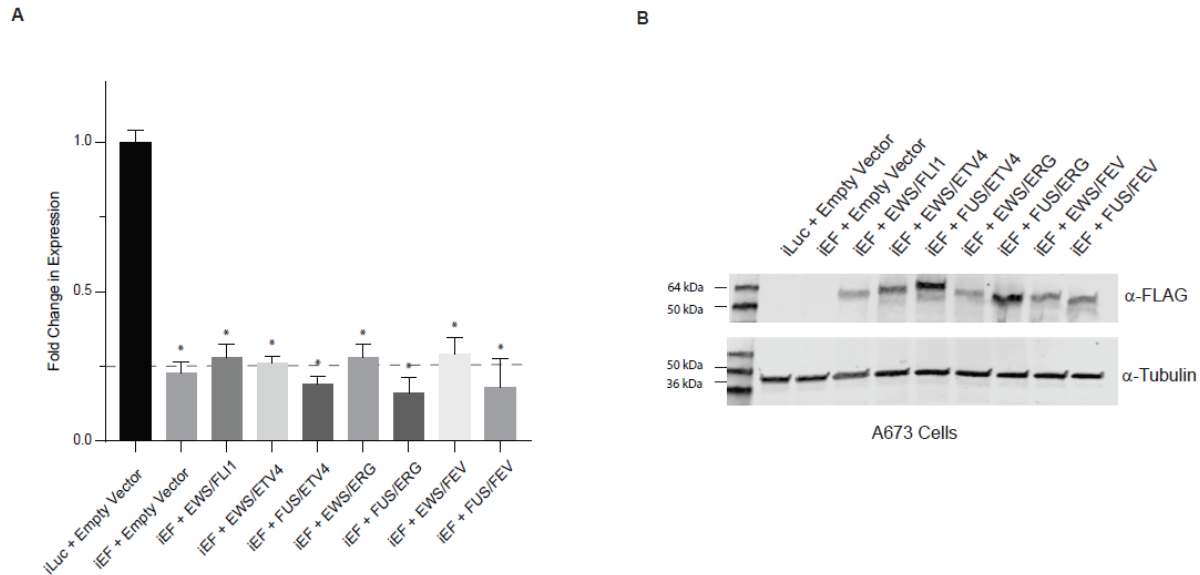 A
Fold Change in Expression
1.0
0.5
0.0
* * * * * * * *
iLuc + Empty Vector
iEF + Empty Vector
iEF + EWS/FLI1
iEF + EWS/ETV4
iEF + FUS/ETV4
iEF + EWS/ERG
iEF + FUS/ERG
iEF + EWS/FEV
iEF + FUS/FEV
B
iLuc + Empty Vector
iEF + Empty Vector
iEF + EWS/FLI1
iEF + EWS/ETV4
iEF + FUS/ETV4
iEF + EWS/ERG
iEF + FUS/ERG
iEF + EWS/FEV
iEF + FUS/FEV
64 kDa
50 kDa
α-FLAG
50 kDa
36 kDa
α-Tubulin
A673 Cells